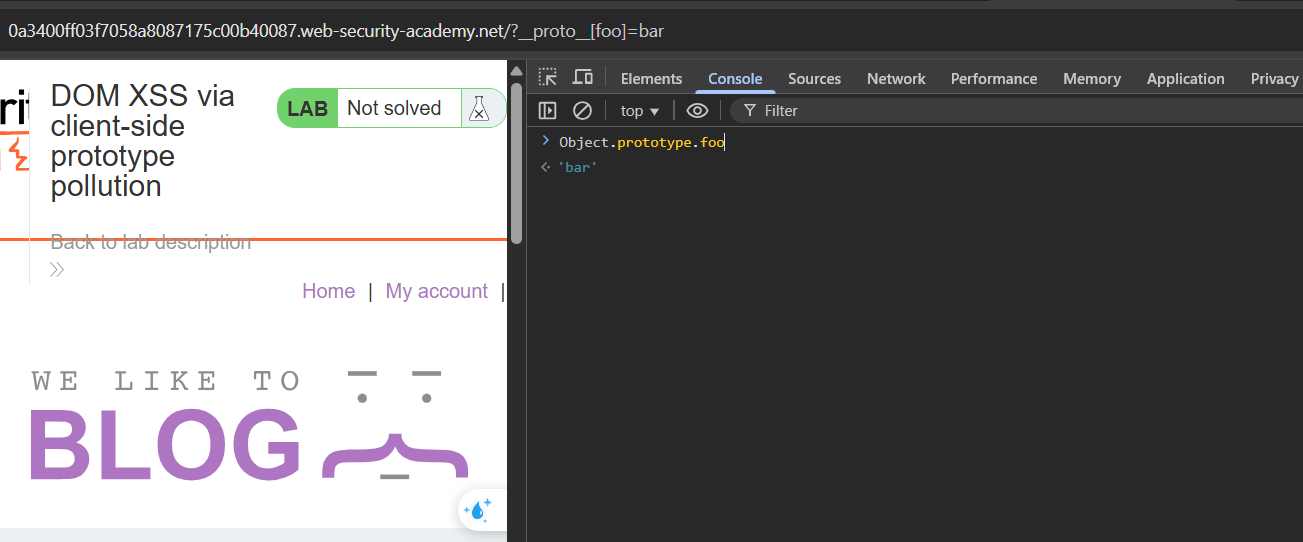 0a3400ff03f7058a8087175c00b40087.web-security-academy.net/?__proto__[foo]=bar
DOM XSS via
client-side
prototype
pollution
LAB Not solved
Back to lab description
Home | My account |
WE LIKE TO
BLOG
Elements Console Sources Network Performance Memory Application Privacy
top Filter
Object.prototype.foo
'bar'